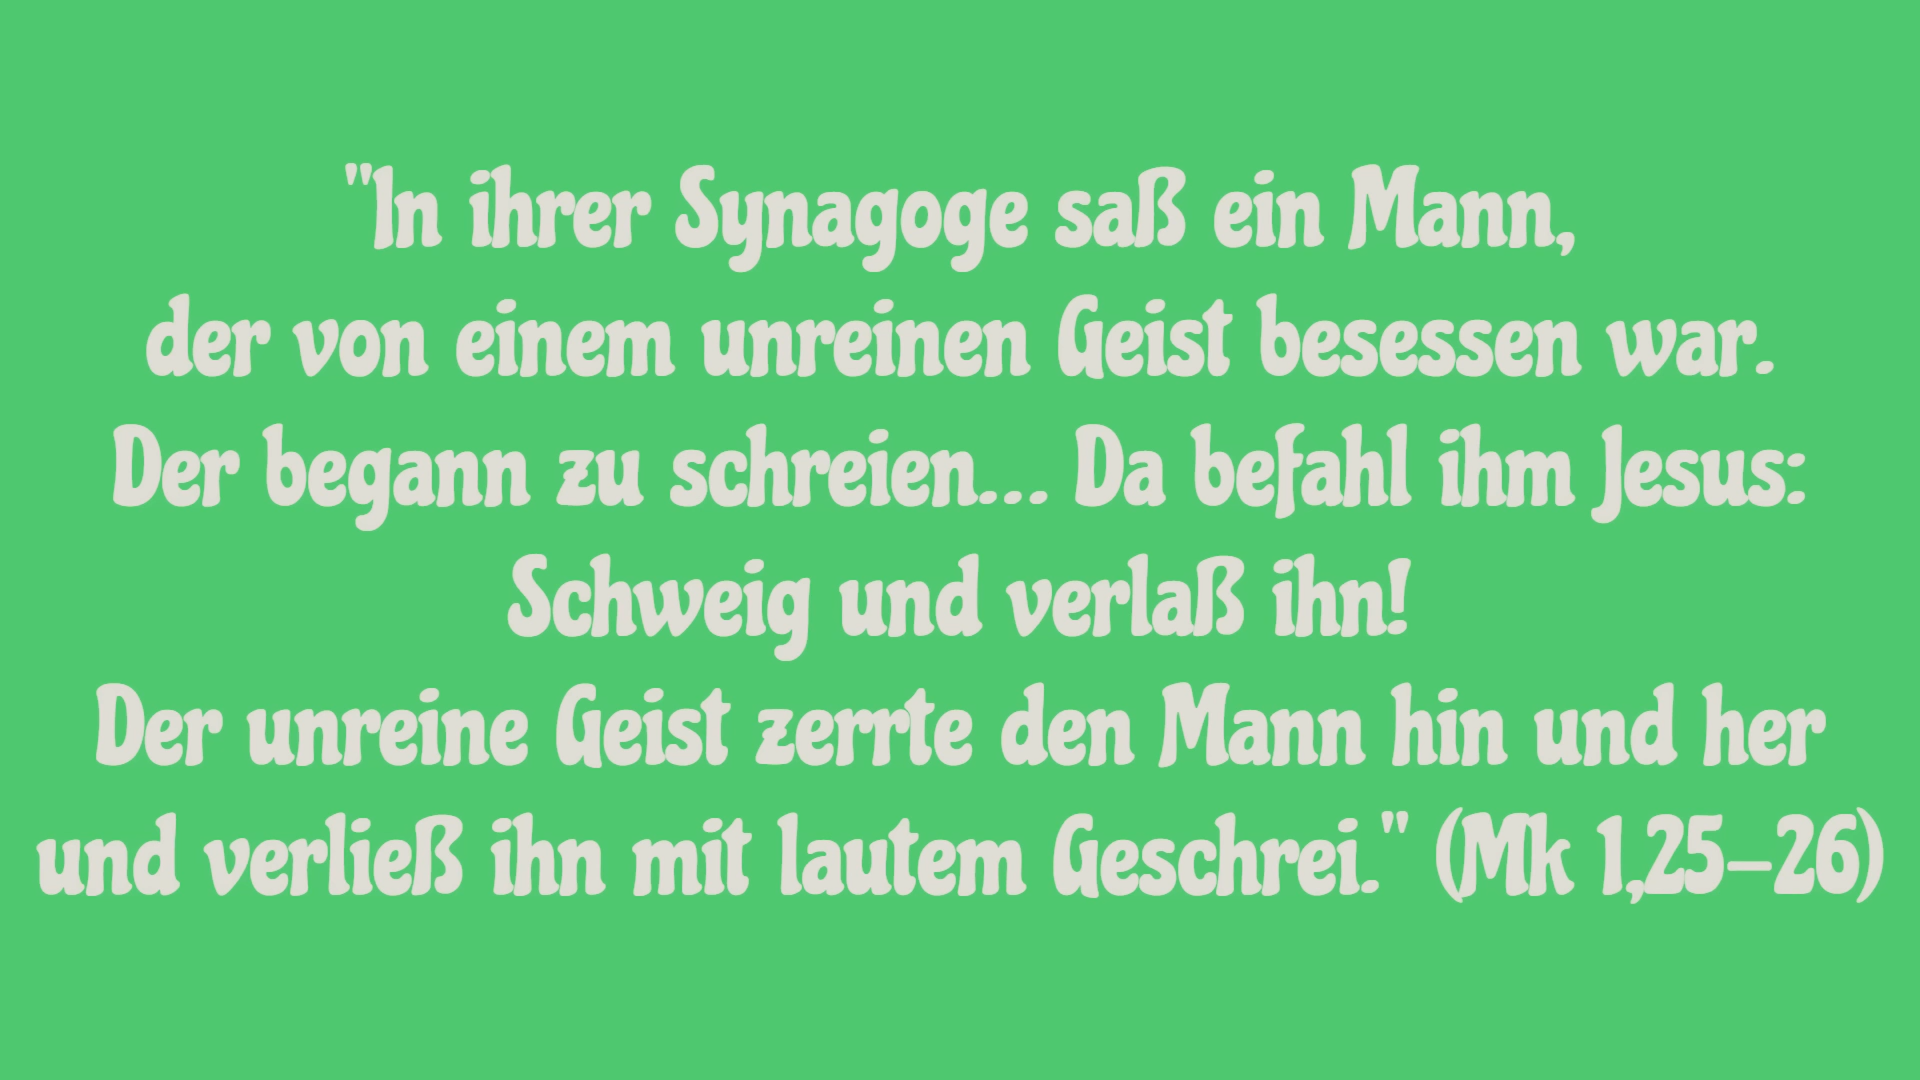 "In ihrer Synagoge saß ein Mann,
der von einem unreinen Geist besessen war.
Der begann zu schreien... Da befahl ihm Jesus:
Schweig und verlaß ihn!
Der unreine Geist zerrte den Mann hin und her
und verließ ihn mit lautem Geschrei." (Mk 1,25–26)